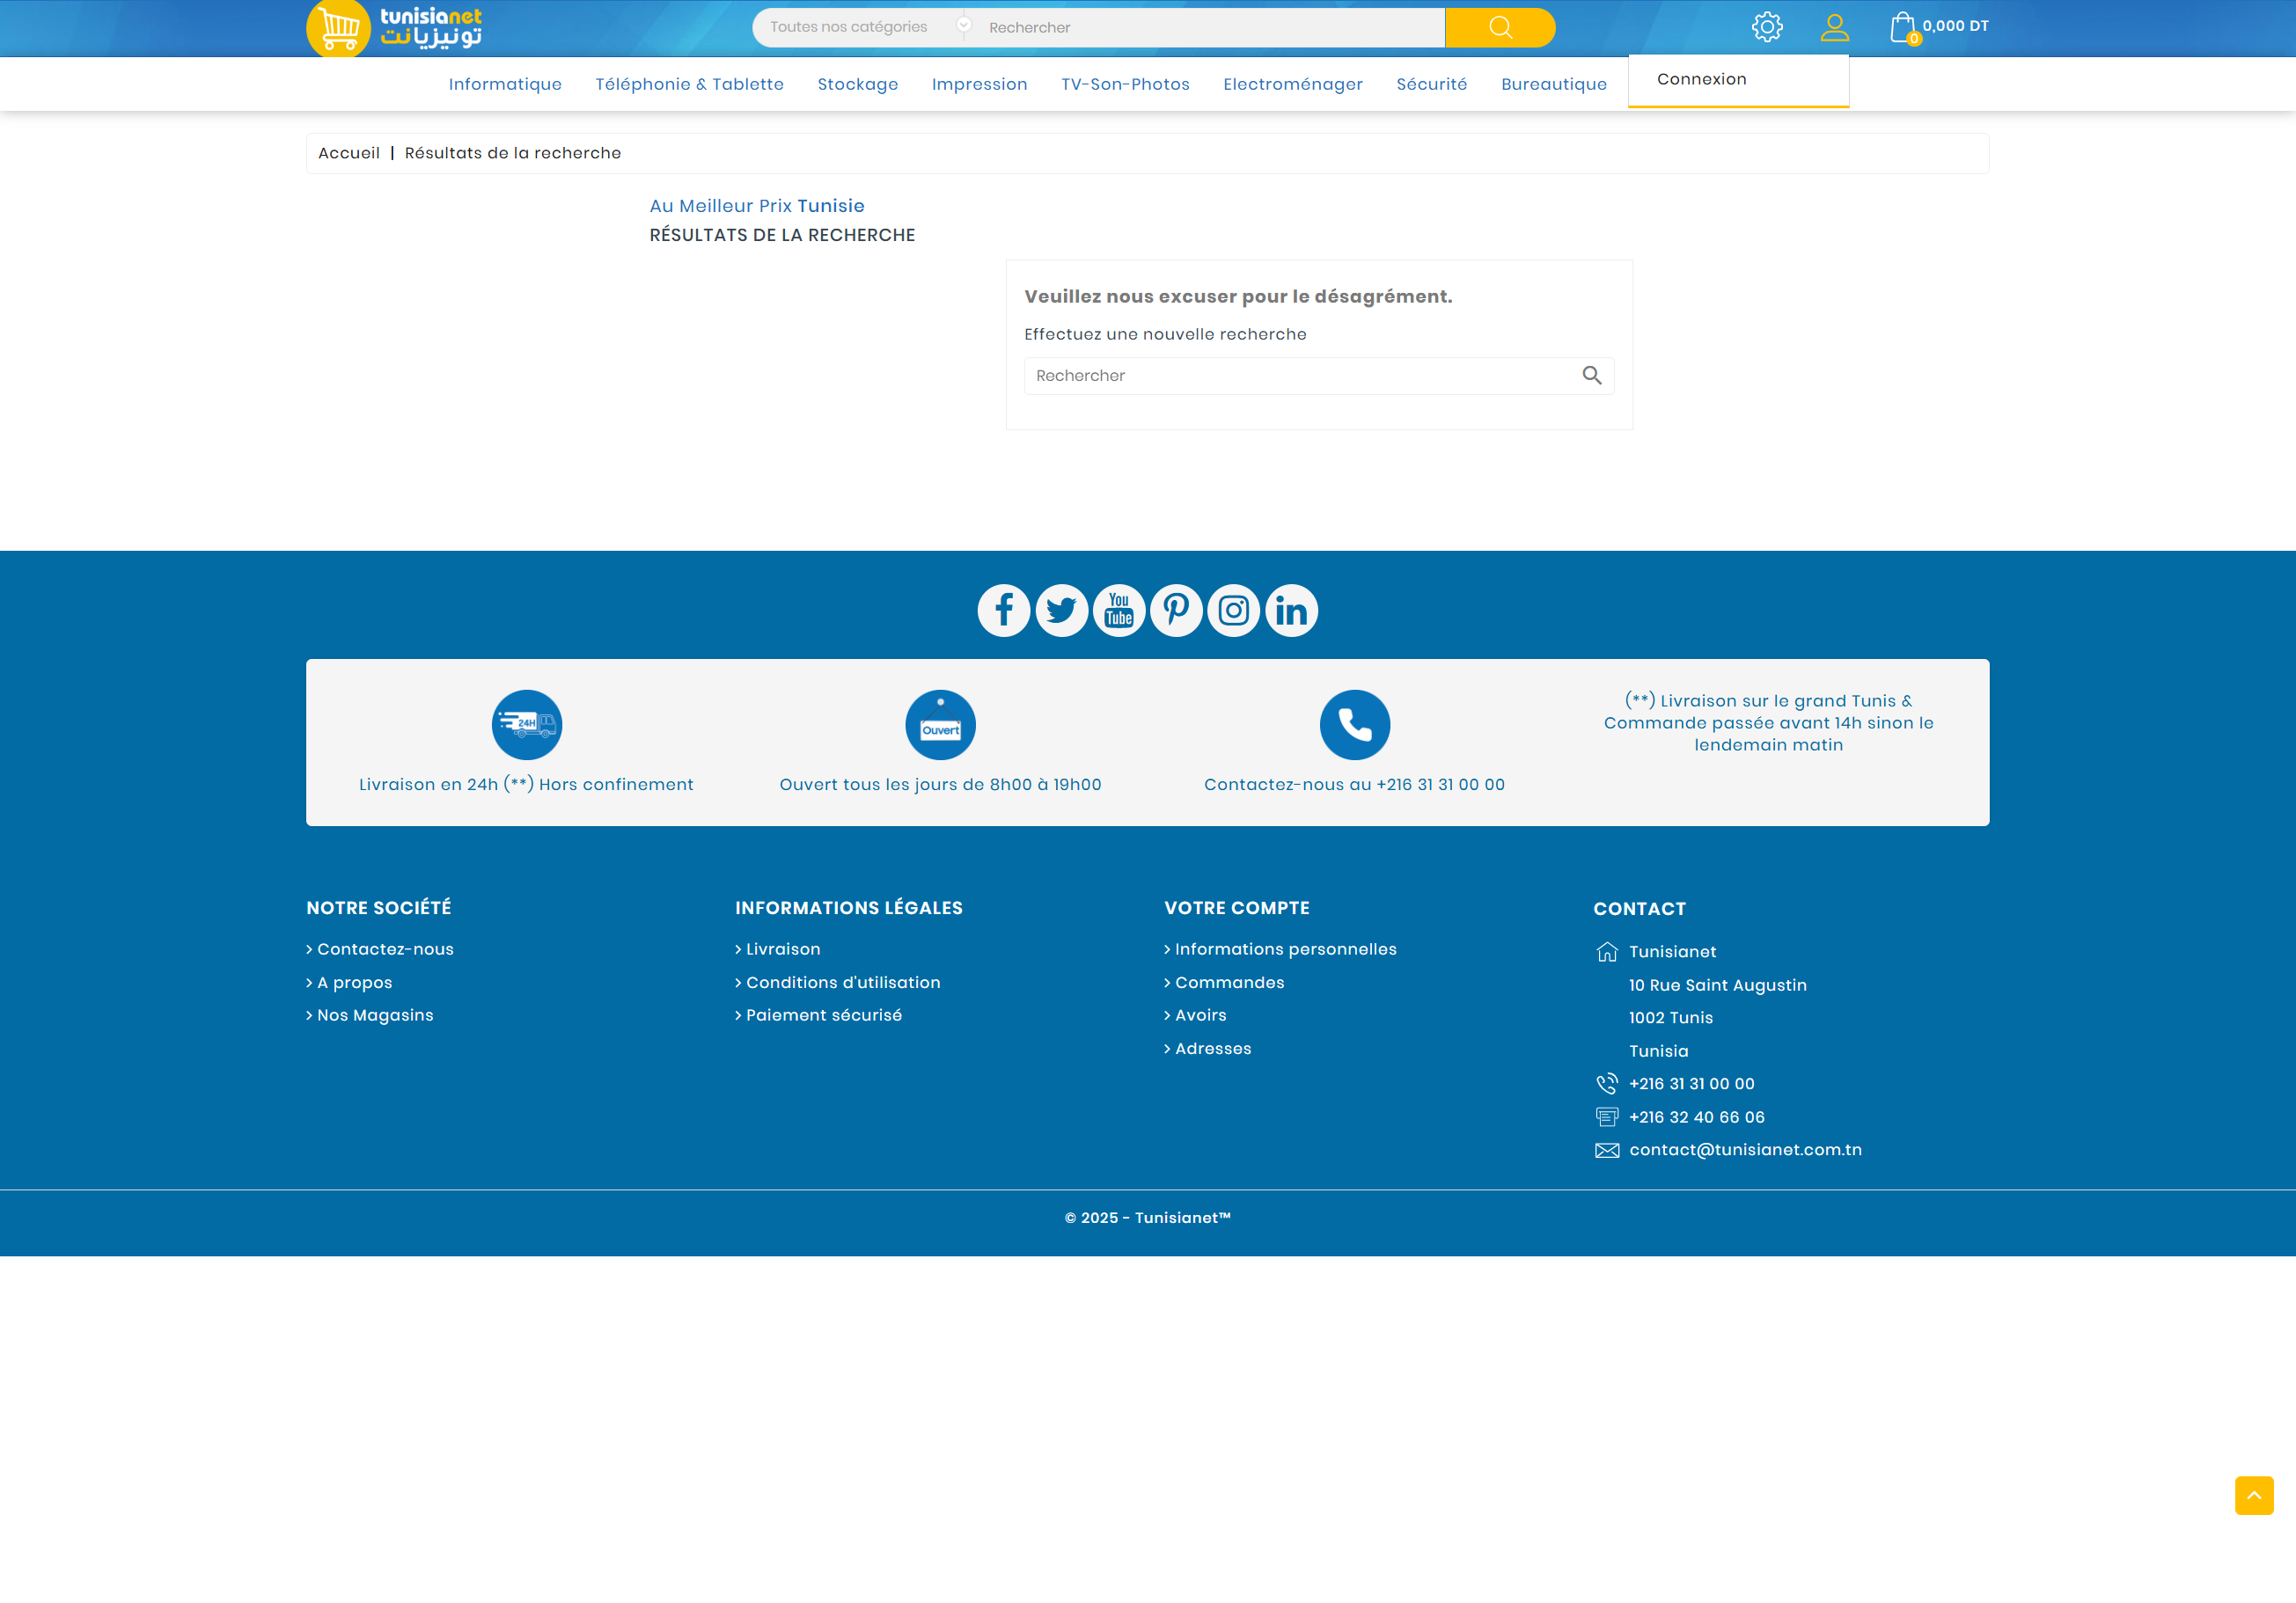 tunisianet
تونيزيانت
Toutes nos catégories
Rechercher
0
0,000 DT
Informatique
Téléphonie & Tablette
Stockage
Impression
TV-Son-Photos
Electroménager
Sécurité
Bureautique
Connexion
Accueil | Résultats de la recherche
Au Meilleur Prix Tunisie
RÉSULTATS DE LA RECHERCHE
Veuillez nous excuser pour le désagrément.
Effectuez une nouvelle recherche
Rechercher
You
Tube
24H
Livraison en 24h (**) Hors confinement
Ouvert
Ouvert tous les jours de 8h00 à 19h00
Contactez-nous au +216 31 31 00 00
(**) Livraison sur le grand Tunis &
Commande passée avant 14h sinon le
lendemain matin
NOTRE SOCIÉTÉ
Contactez-nous
A propos
Nos Magasins
INFORMATIONS LÉGALES
Livraison
Conditions d'utilisation
Paiement sécurisé
VOTRE COMPTE
Informations personnelles
Commandes
Avoirs
Adresses
CONTACT
Tunisianet
10 Rue Saint Augustin
1002 Tunis
Tunisia
+216 31 31 00 00
+216 32 40 66 06
contact@tunisianet.com.tn
© 2025 - Tunisianet™